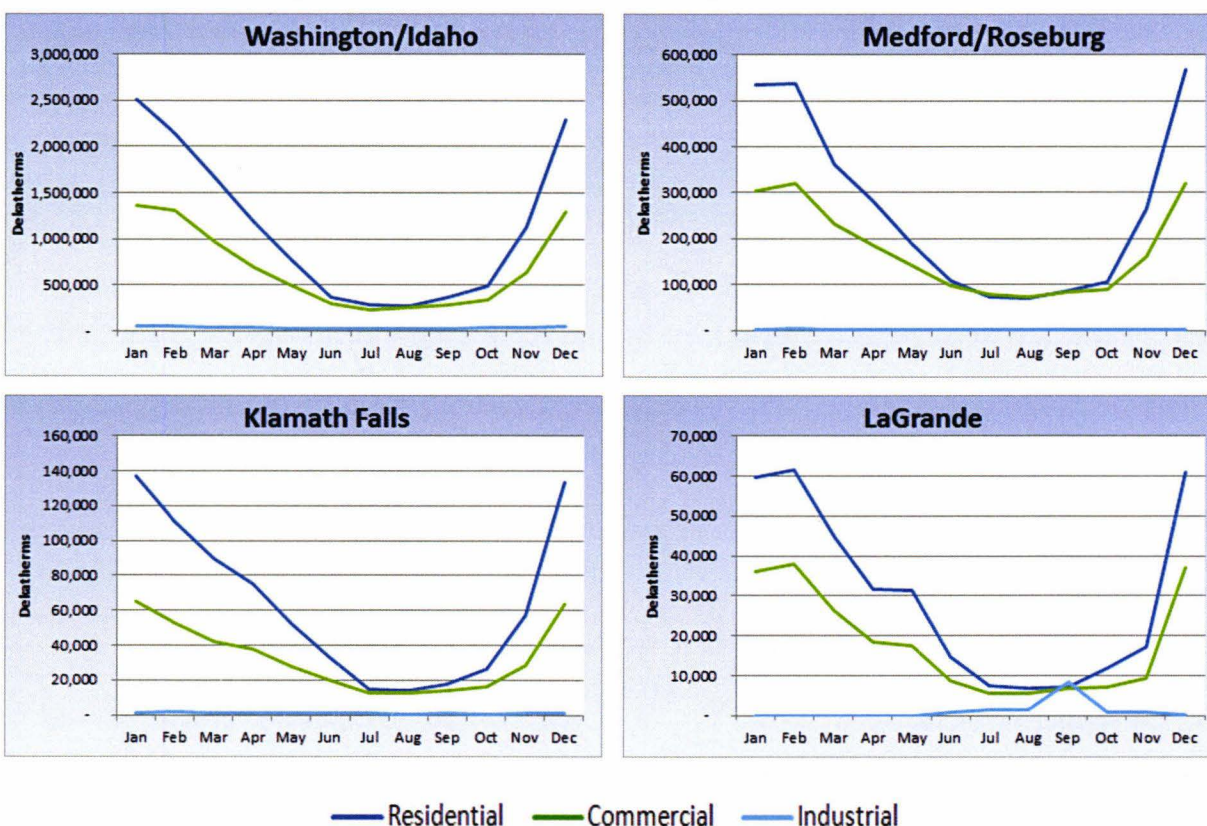 Washington/Idaho
Dekatherms
3,000,000
2,500,000
2,000,000
1,500,000
1,000,000
500,000
-
Jan Feb Mar Apr May Jun Jul Aug Sep Oct Nov Dec
Medford/Roseburg
Dekatherms
600,000
500,000
400,000
300,000
200,000
100,000
-
Jan Feb Mar Apr May Jun Jul Aug Sep Oct Nov Dec
Klamath Falls
Dekatherms
160,000
140,000
120,000
100,000
80,000
60,000
40,000
20,000
-
Jan Feb Mar Apr May Jun Jul Aug Sep Oct Nov Dec
LaGrande
Dekatherms
70,000
60,000
50,000
40,000
30,000
20,000
10,000
-
Jan Feb Mar Apr May Jun Jul Aug Sep Oct Nov Dec
Residential Commercial Industrial